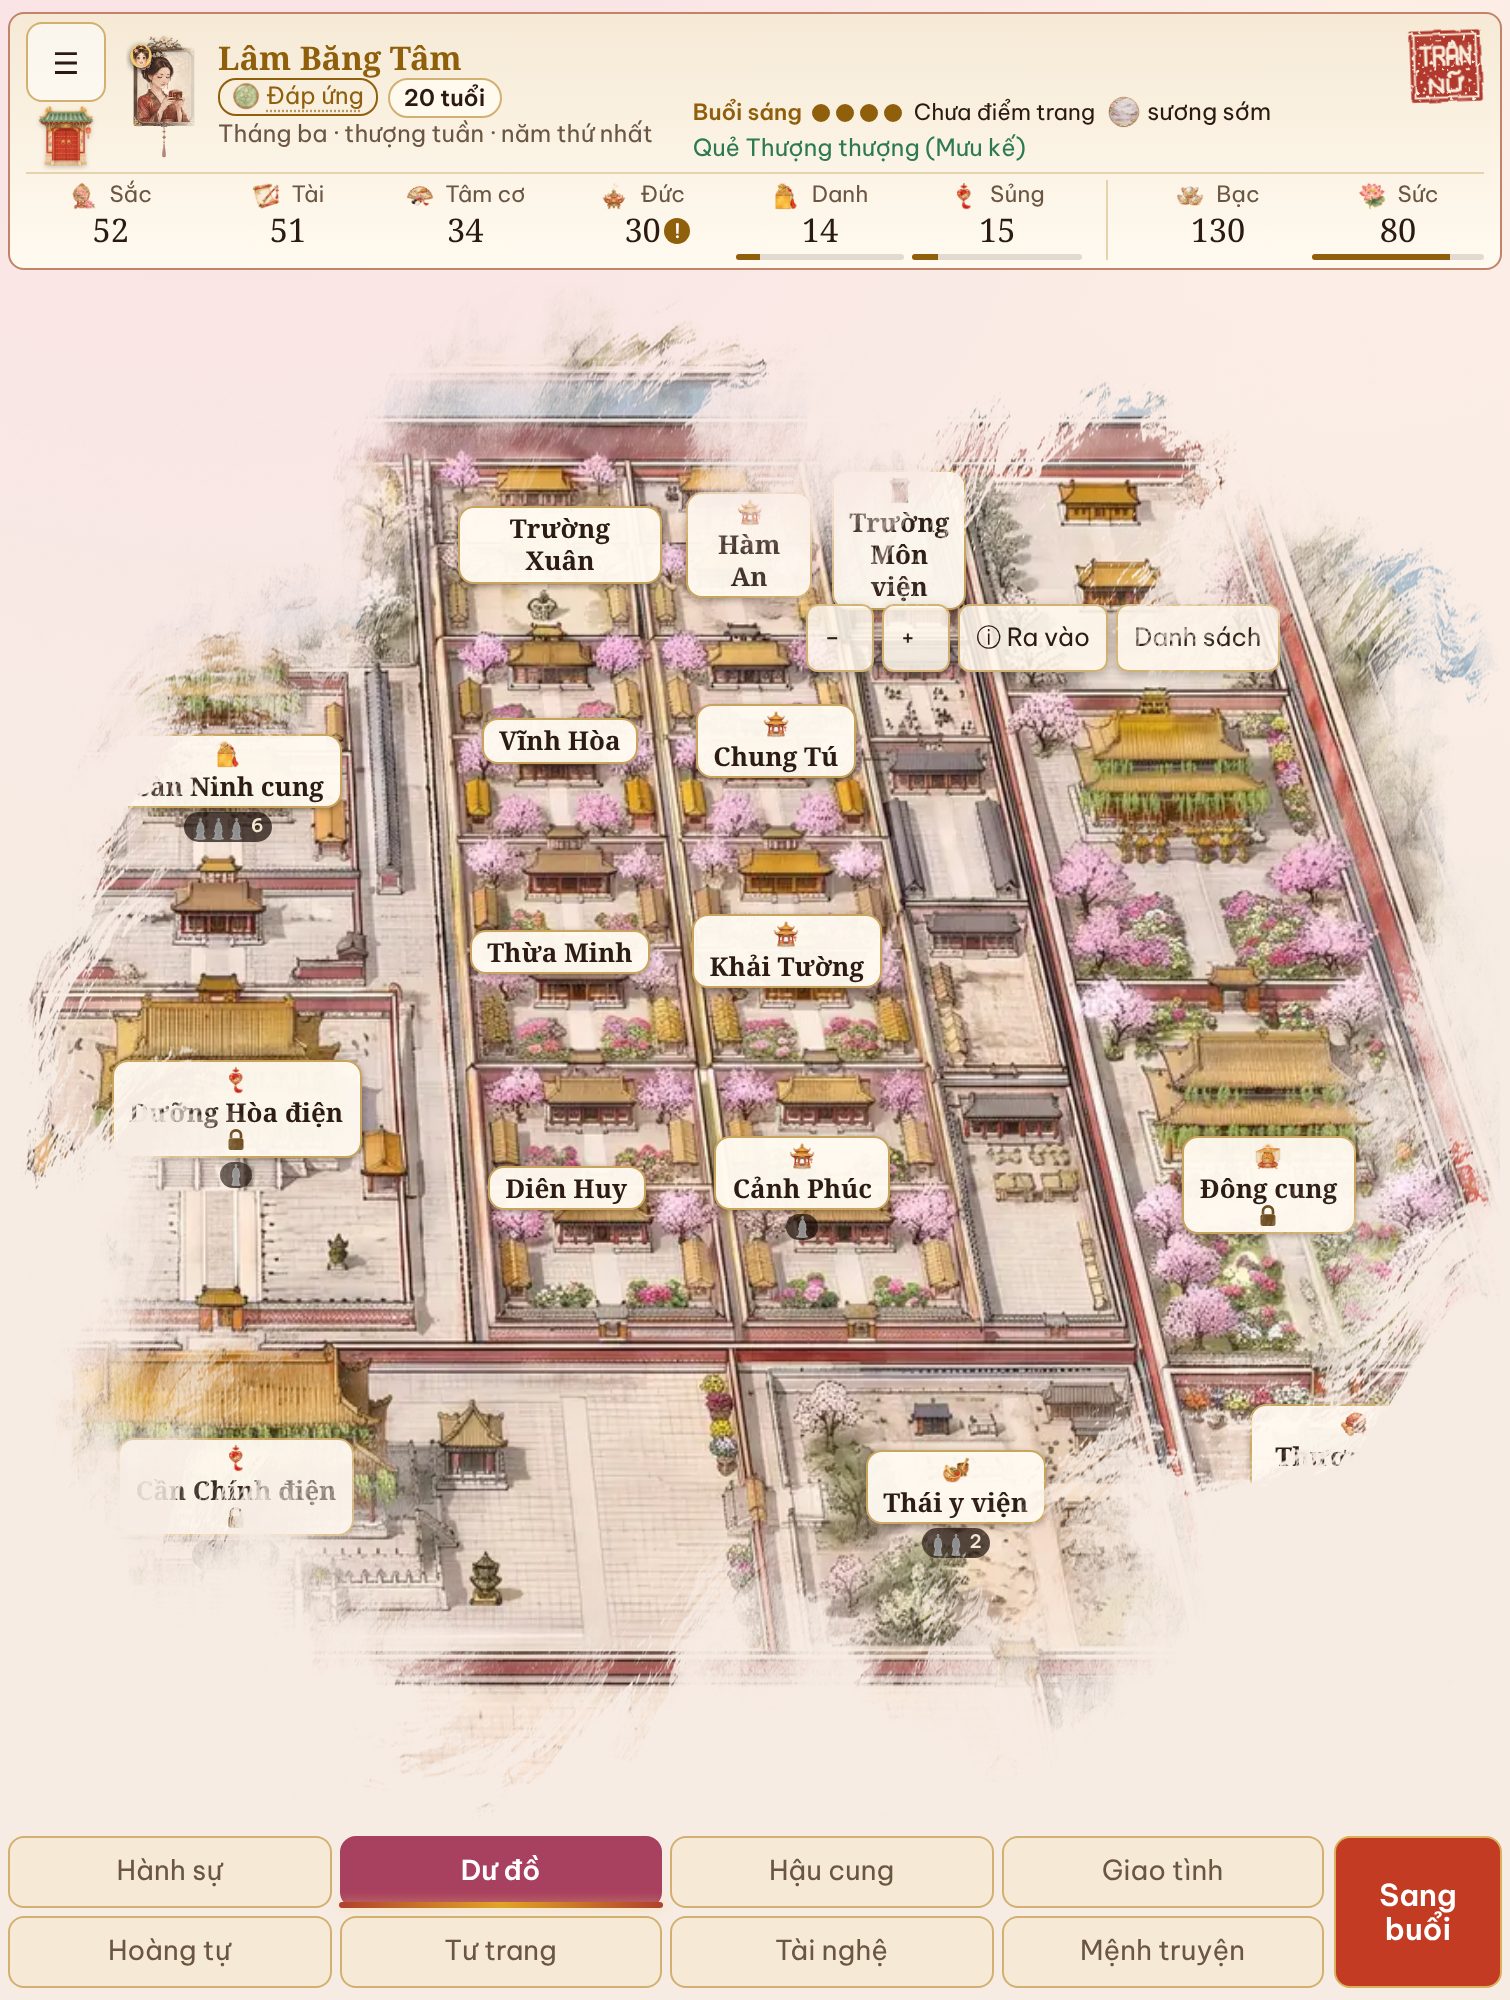 ☰
Lâm Băng Tâm
Đáp ứng
20 tuổi
Tháng ba · thượng tuần · năm thứ nhất
Buổi sáng
Chưa điểm trang
sương sớm
Quẻ Thượng thượng (Mưu kế)
TRÂN
NỮ
Sắc
52
Tài
51
Tâm cơ
34
Đức
30 !
Danh
14
Sủng
15
Bạc
130
Sức
80
Trường
Xuân
Hàm
An
Trường
Môn
viện
−
+
ⓘ Ra vào
Danh sách
Vĩnh Hòa
Chung Tú
Ninh cung
6
Thừa Minh
Khải Tường
Dưỡng Hòa điện
Diên Huy
Cảnh Phúc
Đông cung
Cần Chính điện
Thái y viện
2
Hành sự
Dư đồ
Hậu cung
Giao tình
Hoàng tự
Tư trang
Tài nghệ
Mệnh truyện
Sang
buổi